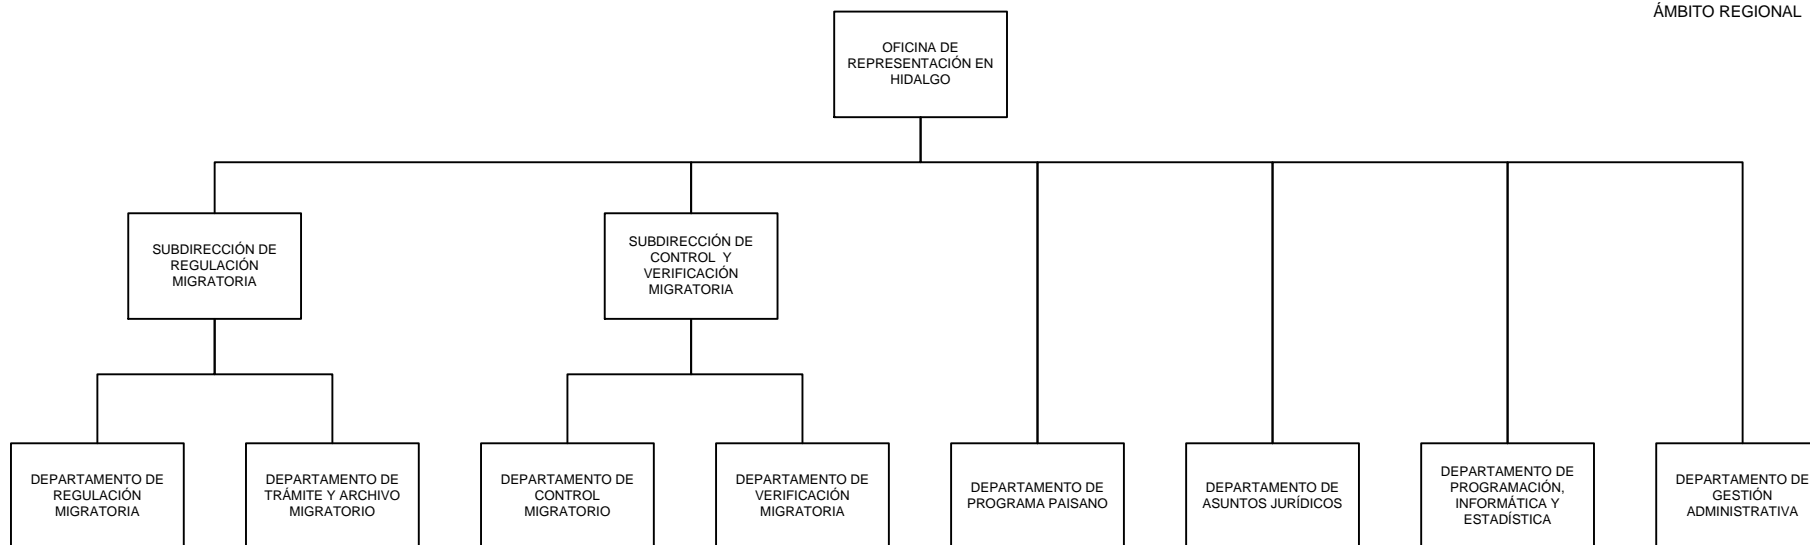 ÁMBITO REGIONAL
OFICINA DE
REPRESENTACIÓN EN
HIDALGO
SUBDIRECCIÓN DE
REGULACIÓN
MIGRATORIA
SUBDIRECCIÓN DE
CONTROL Y
VERIFICACIÓN
MIGRATORIA
DEPARTAMENTO DE
REGULACIÓN
MIGRATORIA
DEPARTAMENTO DE
TRÁMITE Y ARCHIVO
MIGRATORIO
DEPARTAMENTO DE
CONTROL
MIGRATORIO
DEPARTAMENTO DE
VERIFICACIÓN
MIGRATORIA
DEPARTAMENTO DE
PROGRAMA PAISANO
DEPARTAMENTO DE
ASUNTOS JURÍDICOS
DEPARTAMENTO DE
PROGRAMACIÓN,
INFORMÁTICA Y
ESTADÍSTICA
DEPARTAMENTO DE
GESTIÓN
ADMINISTRATIVA